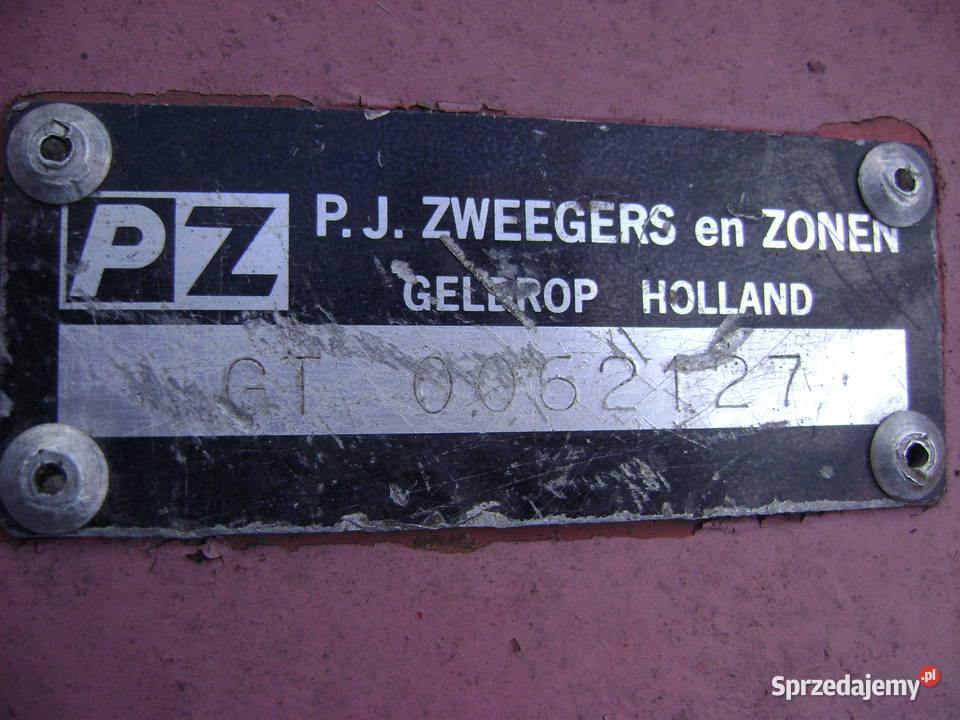 PZ
P.J. ZWEEGERS en ZONEN
GELDROP HOLLAND
GT 0062127
Sprzedajemy.pl